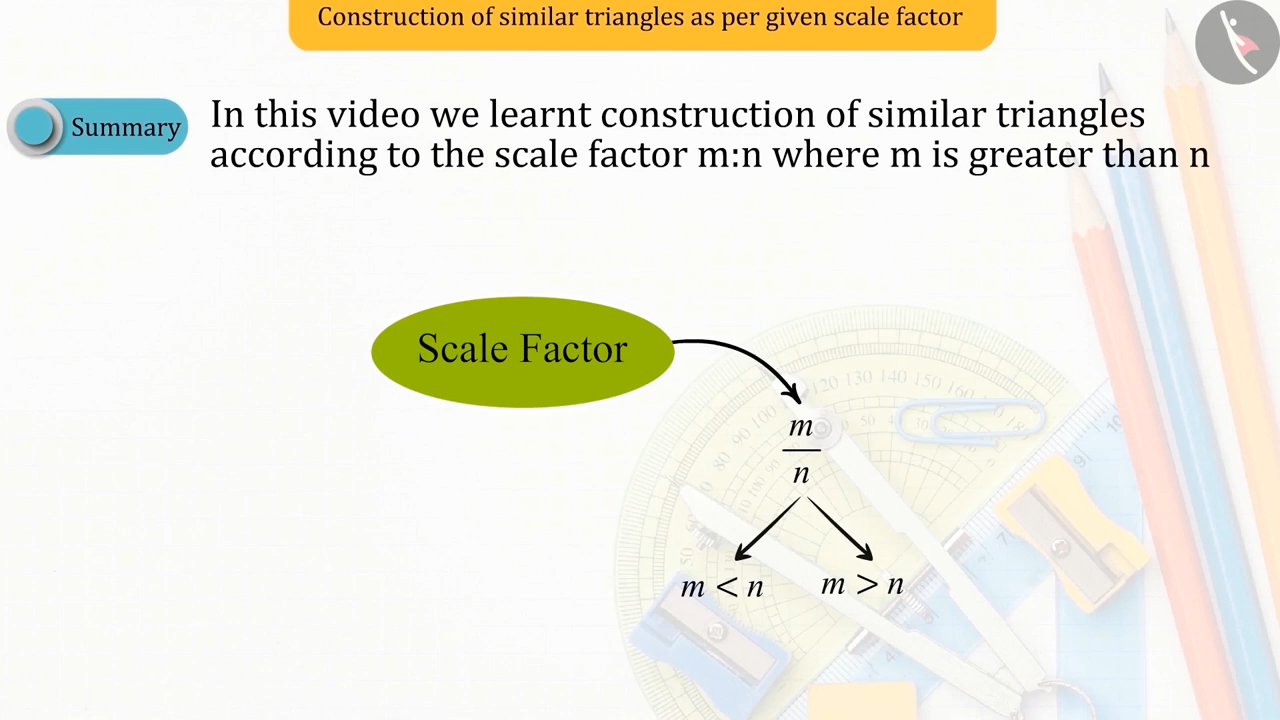 Construction of similar triangles as per given scale factor
Summary
In this video we learnt construction of similar triangles
according to the scale factor m:n where m is greater than n
Scale Factor
m
n
m < n
m > n